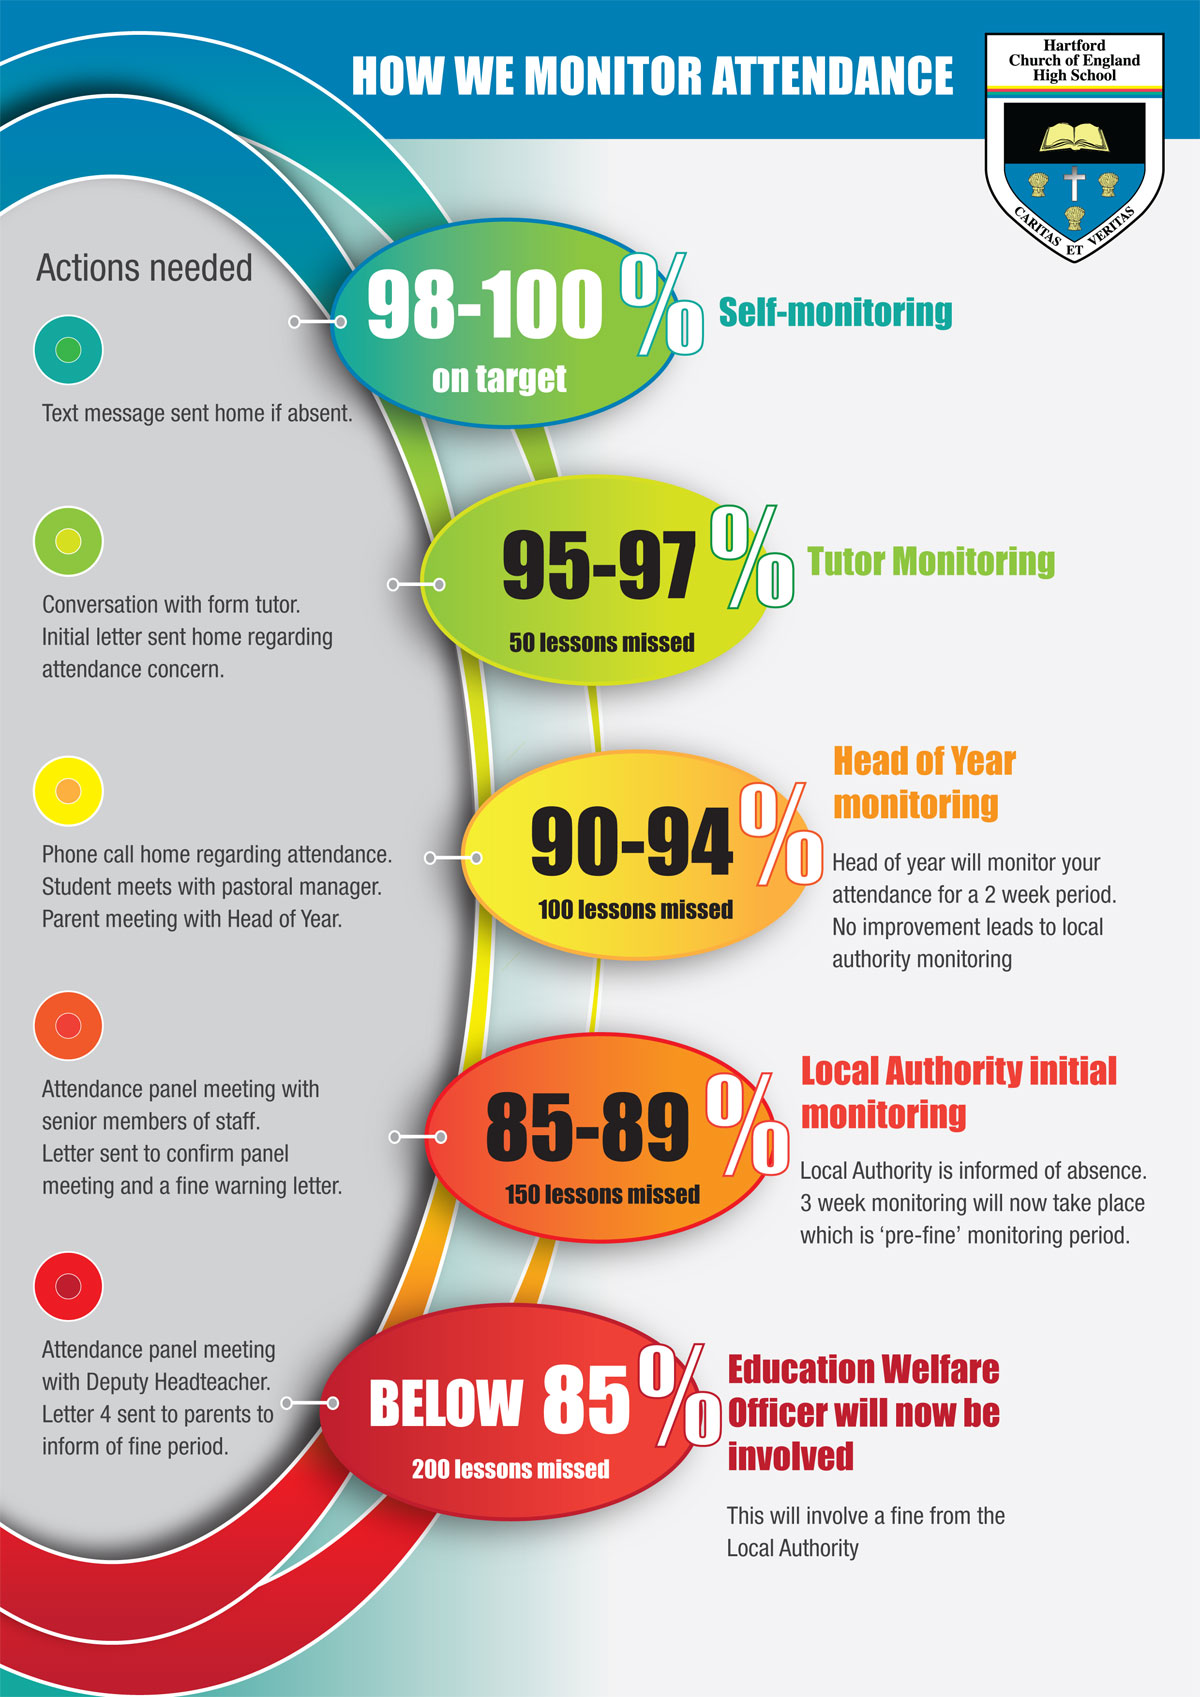 HOW WE MONITOR ATTENDANCE
Hartford
Church of England
High School
CARITAS ET VERITAS
Actions needed
98-100%
on target
Self-monitoring
Text message sent home if absent.
95-97%
50 lessons missed
Tutor Monitoring
Conversation with form tutor.
Initial letter sent home regarding
attendance concern.
90-94%
100 lessons missed
Head of Year
monitoring
Head of year will monitor your
attendance for a 2 week period.
No improvement leads to local
authority monitoring
Phone call home regarding attendance.
Student meets with pastoral manager.
Parent meeting with Head of Year.
85-89%
150 lessons missed
Local Authority initial
monitoring
Local Authority is informed of absence.
3 week monitoring will now take place
which is ‘pre-fine’ monitoring period.
Attendance panel meeting with
senior members of staff.
Letter sent to confirm panel
meeting and a fine warning letter.
BELOW 85%
200 lessons missed
Education Welfare
Officer will now be
involved
This will involve a fine from the
Local Authority
Attendance panel meeting
with Deputy Headteacher.
Letter 4 sent to parents to
inform of fine period.